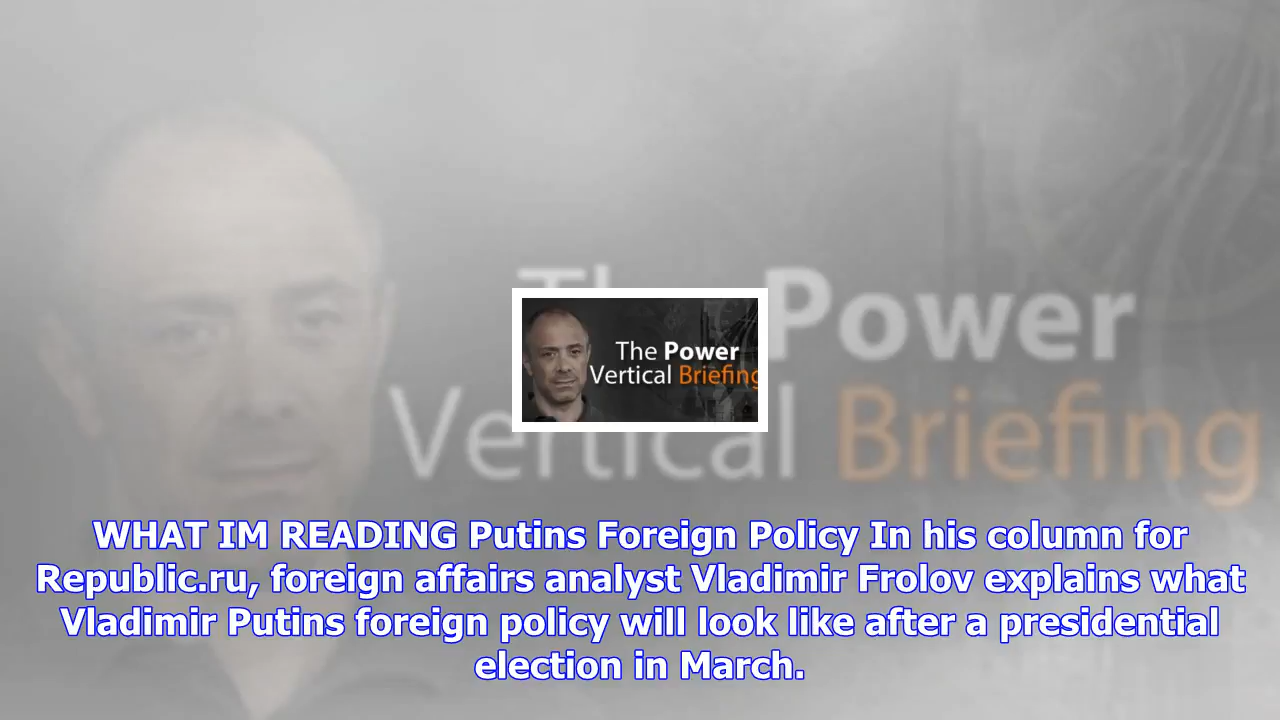 The Power
Vertical Briefing
The Power
Vertical Briefing
WHAT IM READING Putins Foreign Policy In his column for
Republic.ru, foreign affairs analyst Vladimir Frolov explains what
Vladimir Putins foreign policy will look like after a presidential
election in March.